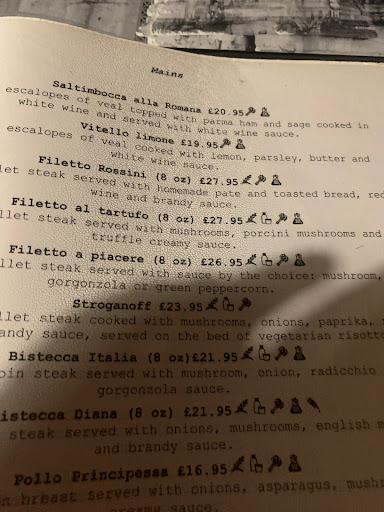 Mains
Saltimbocca alla Romana £20.95
escalopes of veal topped with parma ham and sage cooked in
white wine and served with white wine sauce.
Vitello limone £19.95
escalopes of veal cooked with lemon, parsley, butter and
white wine sauce.
Filetto Rossini (8 oz) £27.95
let steak served with homemade pate and toasted bread, red
wine and brandy sauce.
Filetto al tartufo (8 oz) £27.95
llet steak served with mushrooms, porcini mushrooms and
truffle creamy sauce.
Filetto a piacere (8 oz) £26.95
llet steak served with sauce by the choice: mushroom,
gorgonzola or green peppercorn.
Stroganoff £23.95
llet steak cooked with mushrooms, onions, paprika,
andy sauce, served on the bed of vegetarian risotto
Bistecca Italia (8 oz)£21.95
oin steak served with mushroom, onion, radicchio
gorgonzola sauce.
istecca Diana (8 oz) £21.95
steak served with onions, mushrooms, english m
and brandy sauce.
Pollo Principessa £16.95
n breast served with onions, asparagus, mush
creamy sauce.